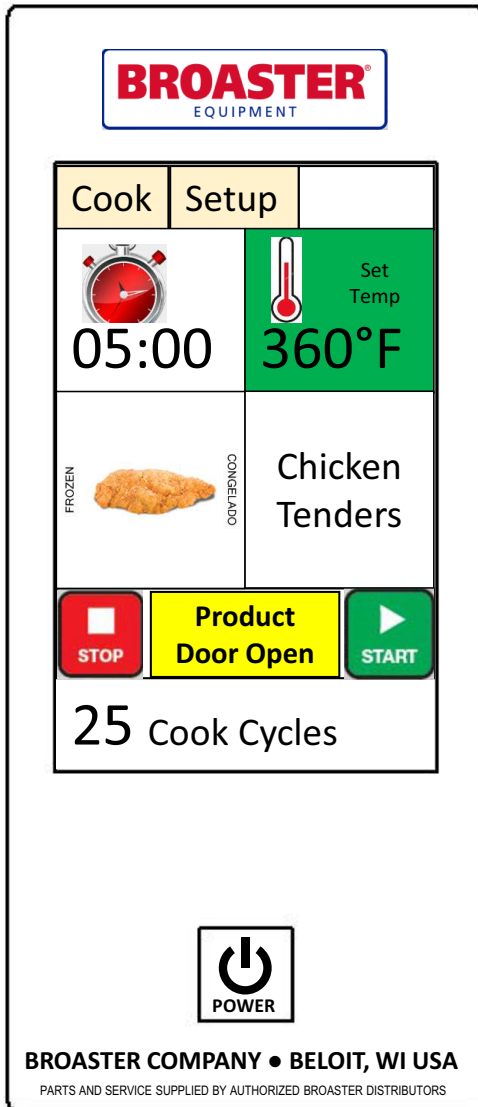 BROASTER®
EQUIPMENT
Cook Setup
Set
Temp
05:00 360°F
FROZEN
CONGELADO
Chicken
Tenders
STOP
Product
Door Open
START
25 Cook Cycles
POWER
BROASTER COMPANY ● BELOIT, WI USA
PARTS AND SERVICE SUPPLIED BY AUTHORIZED BROASTER DISTRIBUTORS